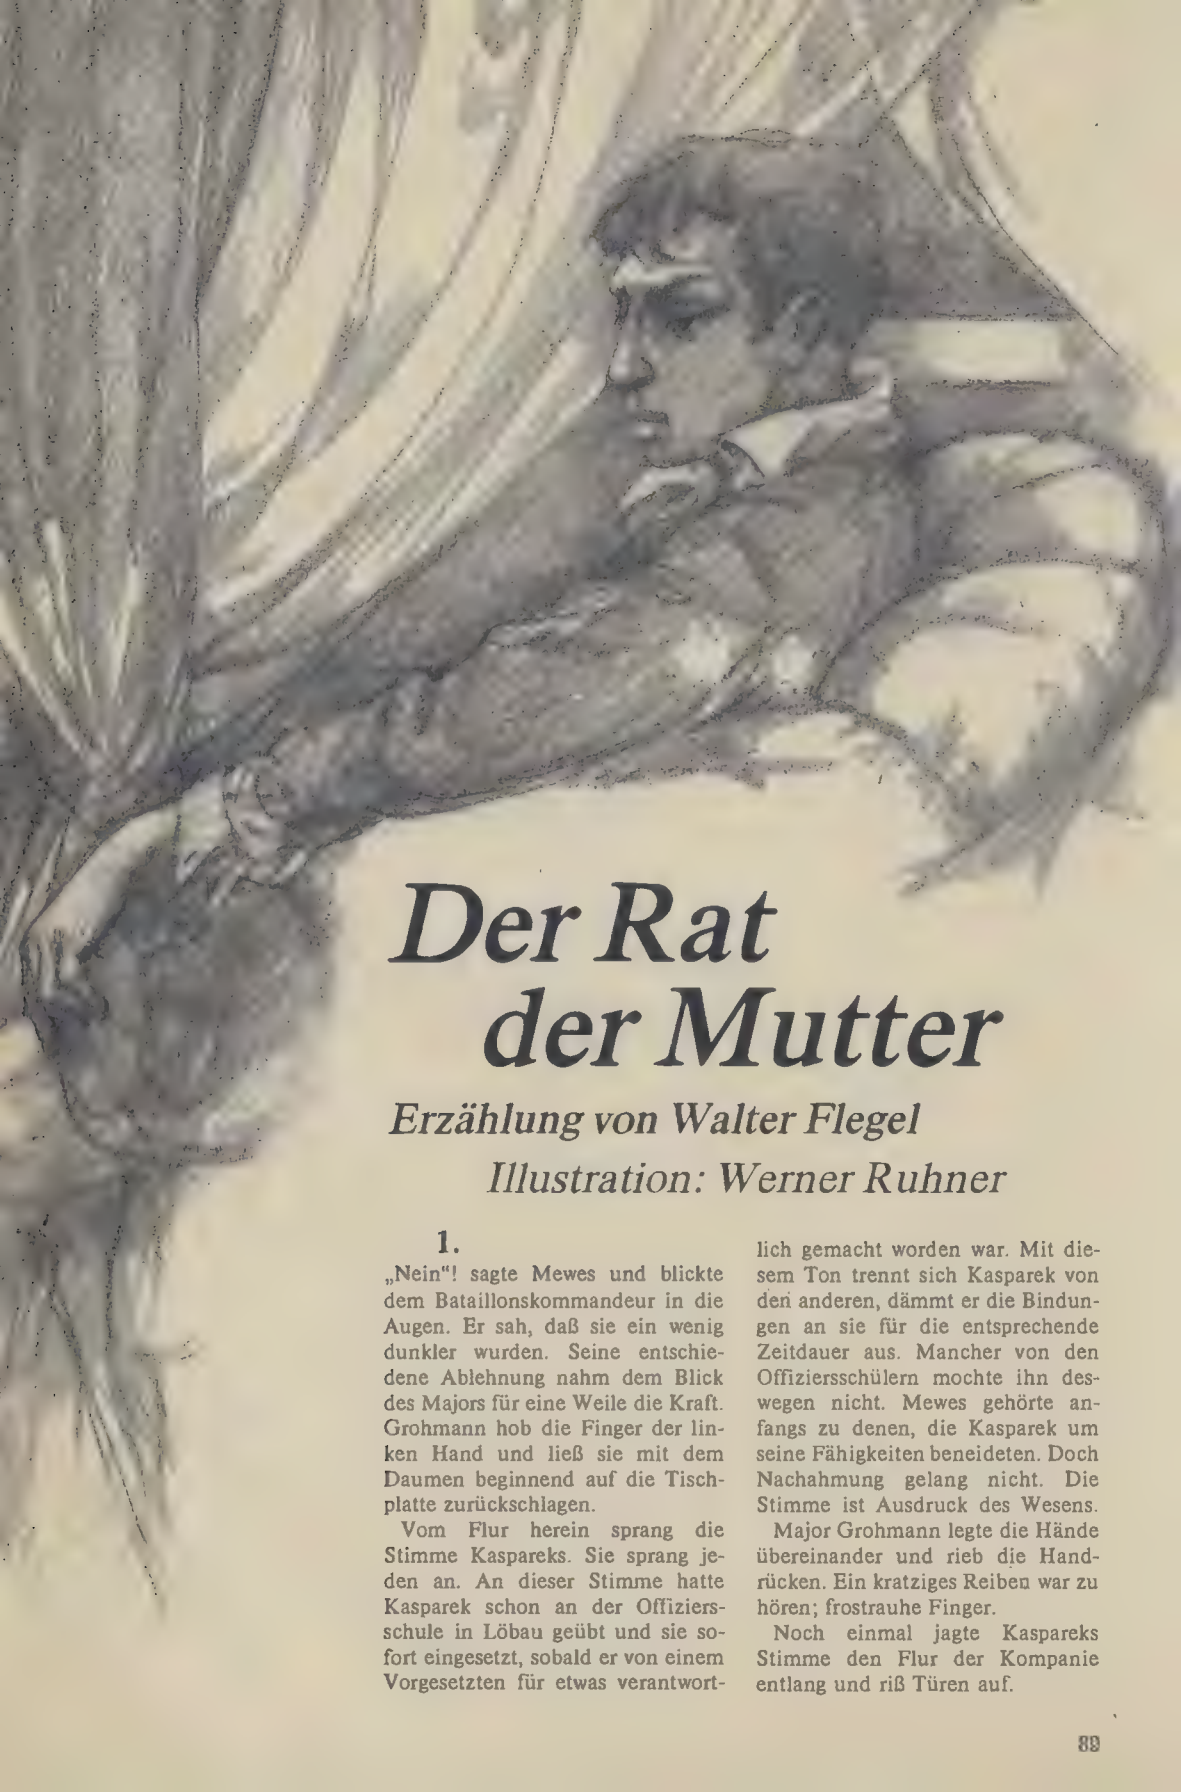 Der Rat
der Mutter
Erzählung von Walter Flegel
Illustration: Werner Ruhner
1.
„Nein“! sagte Mewes und blickte
dem Bataillonskommandeur in die
Augen. Er sah, daß sie ein wenig
dunkler wurden. Seine entschie-
dene Ablehnung nahm dem Blick
des Majors für eine Weile die Kraft.
Grohmann hob die Finger der lin-
ken Hand und ließ sie mit dem
Daumen beginnend auf die Tisch-
platte zurückschlagen.
Vom Flur herein sprang die
Stimme Kaspareks. Sie sprang je-
den an. An dieser Stimme hatte
Kasparek schon an der Offiziers-
schule in Löbau geübt und sie so-
fort eingesetzt, sobald er von einem
Vorgesetzten für etwas verantwort-
lich gemacht worden war. Mit die-
sem Ton trennt sich Kasparek von
den anderen, dämmt er die Bindun-
gen an sie für die entsprechende
Zeitdauer aus. Mancher von den
Offiziersschülern mochte ihn des-
wegen nicht. Mewes gehörte an-
fangs zu denen, die Kasparek um
seine Fähigkeiten beneideten. Doch
Nachahmung gelang nicht. Die
Stimme ist Ausdruck des Wesens.
Major Grohmann legte die Hände
übereinander und rieb die Hand-
rücken. Ein kratziges Reiben war zu
hören; frostrauhe Finger.
Noch einmal jagte Kaspareks
Stimme den Flur der Kompanie
entlang und riß Türen auf.